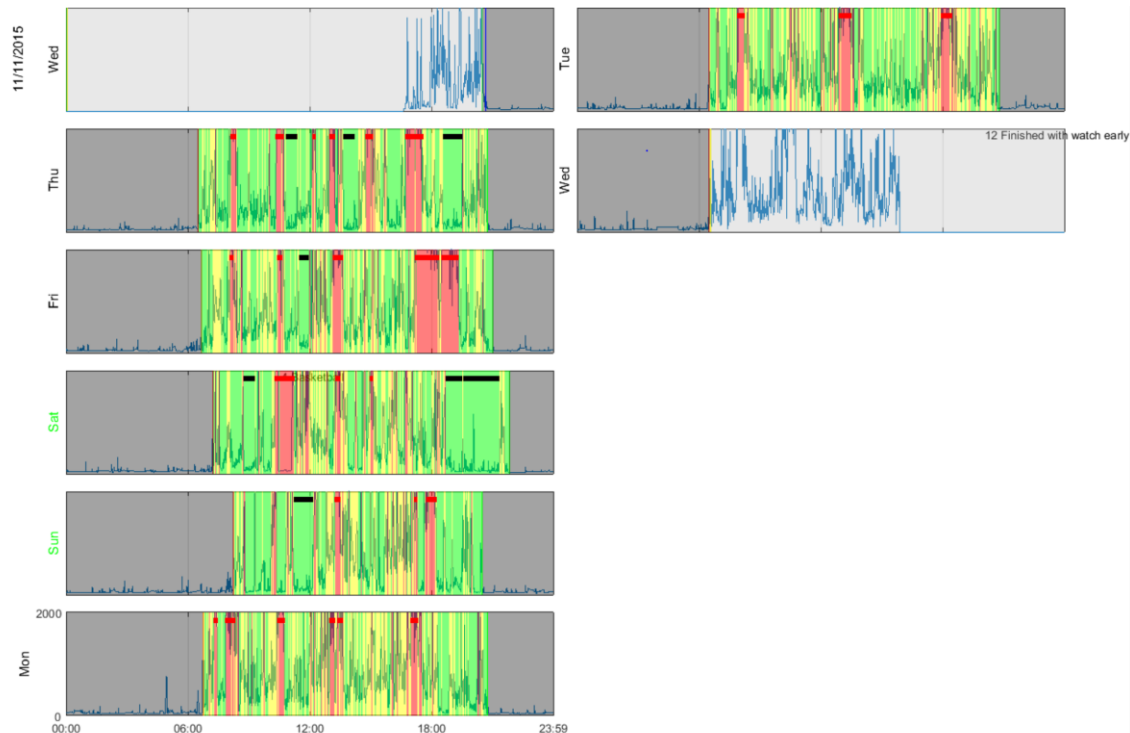 11/11/2015
Wed
Thu
Fri
Sat
Basketball
Sun
Mon
2000
0
00:00 06:00 12:00 18:00 23:59
Tue
Wed
12 Finished with watch early